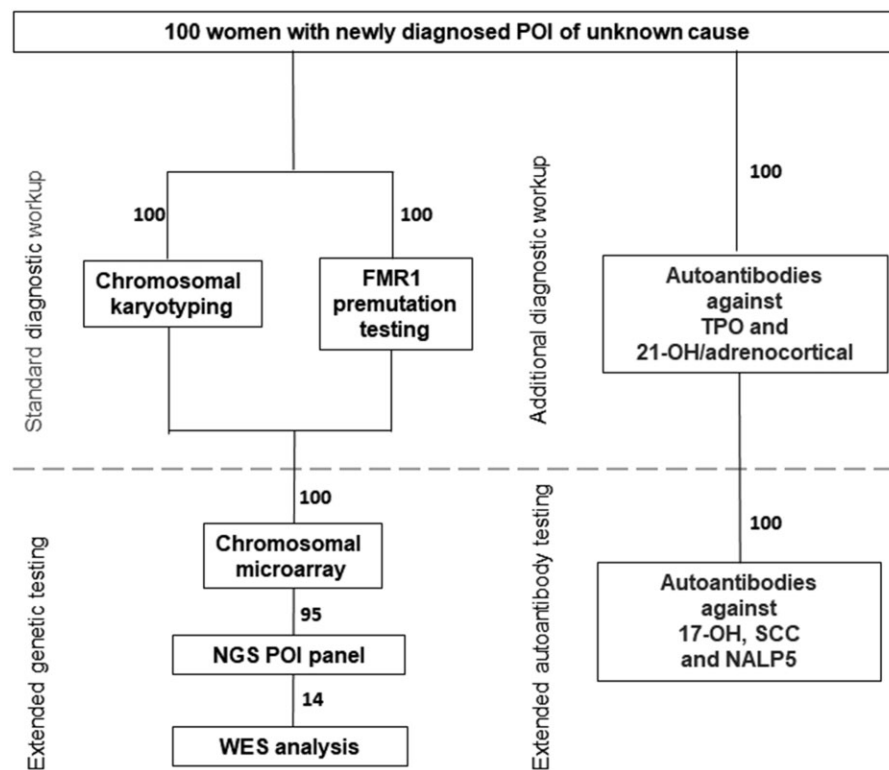 100 women with newly diagnosed POI of unknown cause
Standard diagnostic workup
100
100
Chromosomal
karyotyping
FMR1
premutation
testing
Additional diagnostic workup
100
Autoantibodies
against
TPO and
21-OH/adrenocortical
Extended genetic testing
100
Chromosomal
microarray
95
NGS POI panel
14
WES analysis
Extended autoantibody testing
100
Autoantibodies
against
17-OH, SCC
and NALP5